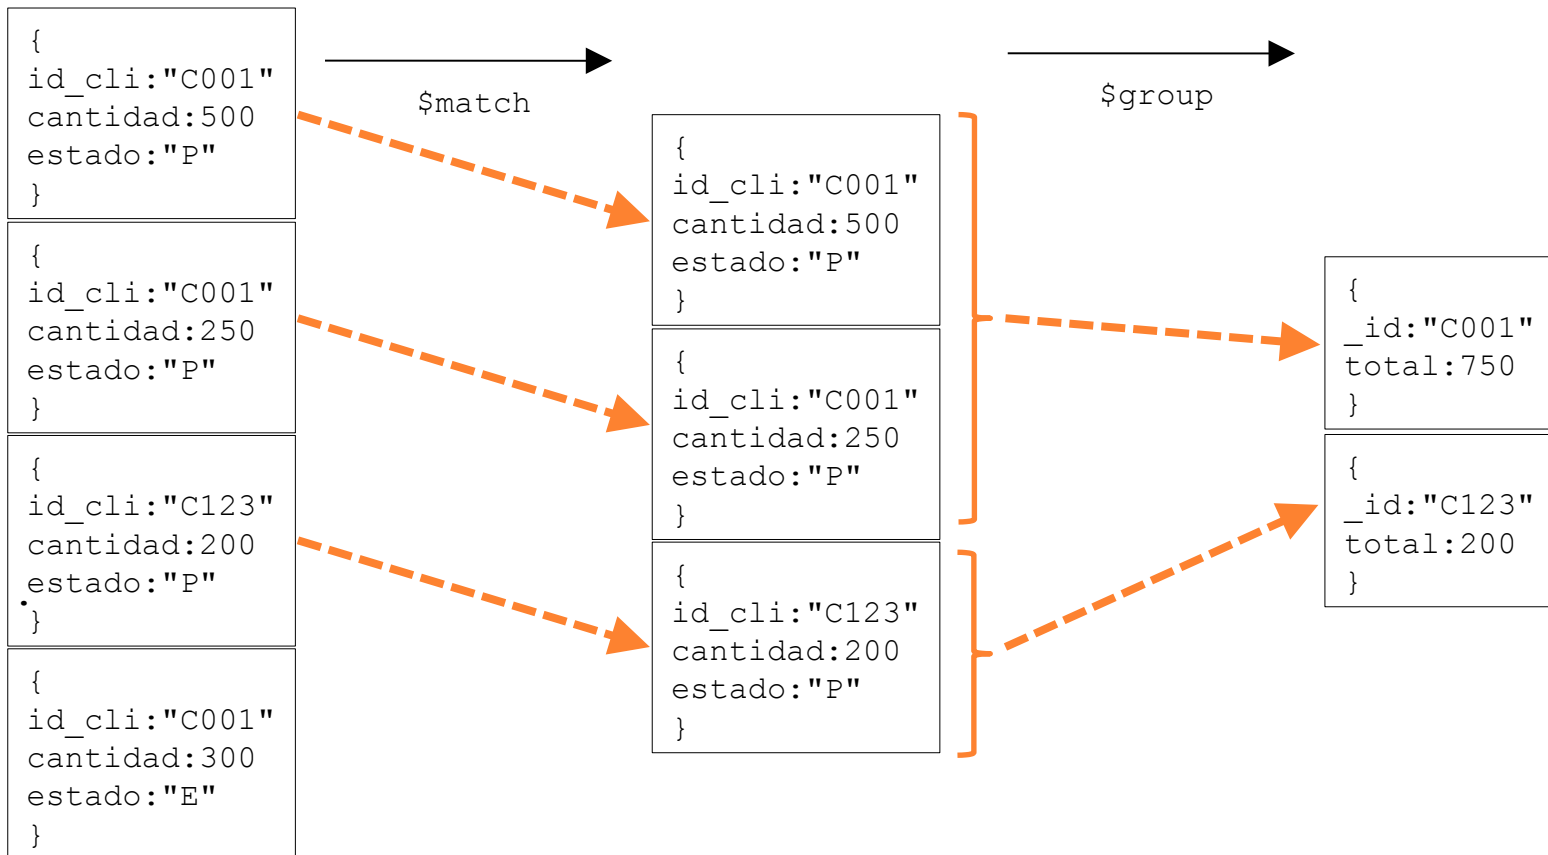 {
id_cli:"C001"
cantidad:500
estado:"P"
}
{
id_cli:"C001"
cantidad:250
estado:"P"
}
{
id_cli:"C123"
cantidad:200
estado:"P"
}
{
id_cli:"C001"
cantidad:300
estado:"E"
}
$match
{
id_cli:"C001"
cantidad:500
estado:"P"
}
{
id_cli:"C001"
cantidad:250
estado:"P"
}
{
id_cli:"C123"
cantidad:200
estado:"P"
}
$group
{
_id:"C001"
total:750
}
{
_id:"C123"
total:200
}